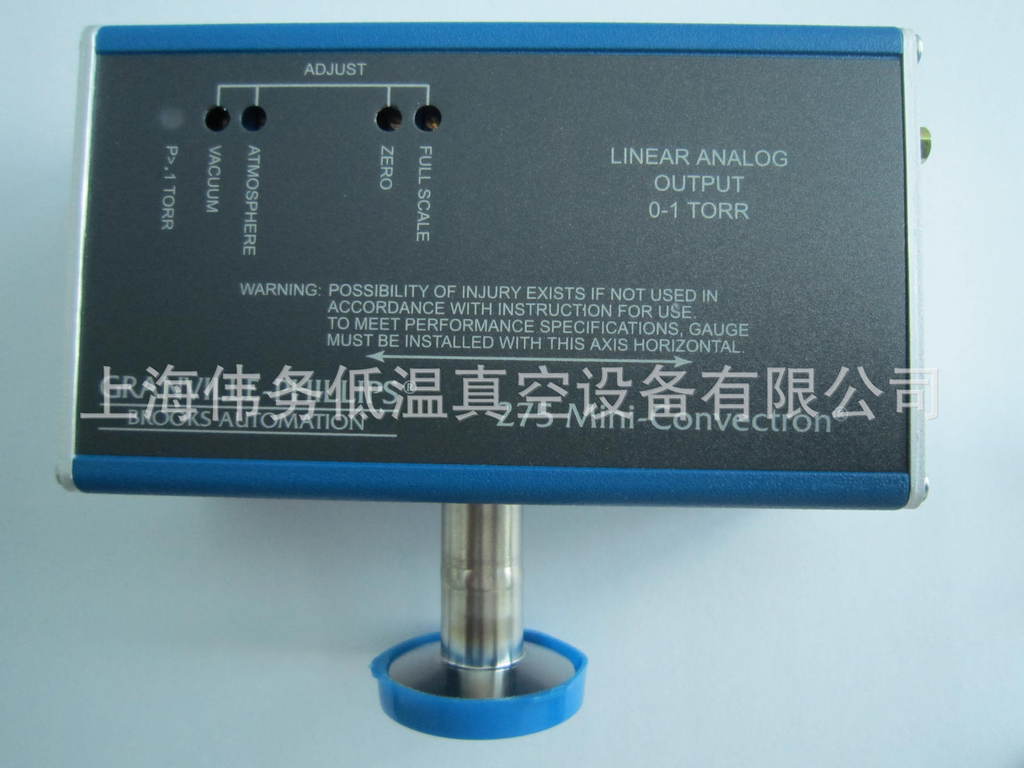 ADJUST
P>.1 TORR
VACUUM
ATMOSPHERE
ZERO
FULL SCALE
LINEAR ANALOG
OUTPUT
0-1 TORR
WARNING: POSSIBILITY OF INJURY EXISTS IF NOT USED IN
ACCORDANCE WITH INSTRUCTION FOR USE.
TO MEET PERFORMANCE SPECIFICATIONS, GAUGE
MUST BE INSTALLED WITH THIS AXIS HORIZONTAL.
GRANVILLE-PHILLIPS®
上海伟务低温真空设备有限公司
BROOKS AUTOMATION
275 Mini-Convectron®